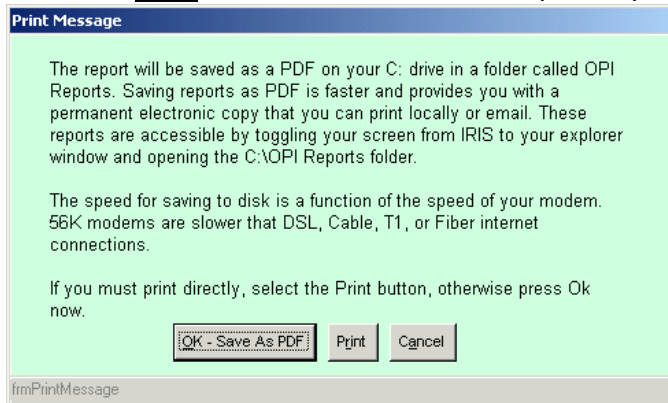 Print Message
The report will be saved as a PDF on your C: drive in a folder called OPI
Reports. Saving reports as PDF is faster and provides you with a
permanent electronic copy that you can print locally or email. These
reports are accessible by toggling your screen from IRIS to your explorer
window and opening the C:\OPI Reports folder.
The speed for saving to disk is a function of the speed of your modem.
56K modems are slower that DSL, Cable, T1, or Fiber internet
connections.
If you must print directly, select the Print button, otherwise press Ok
now.
OK - Save As PDF Print Cancel
frmPrintMessage